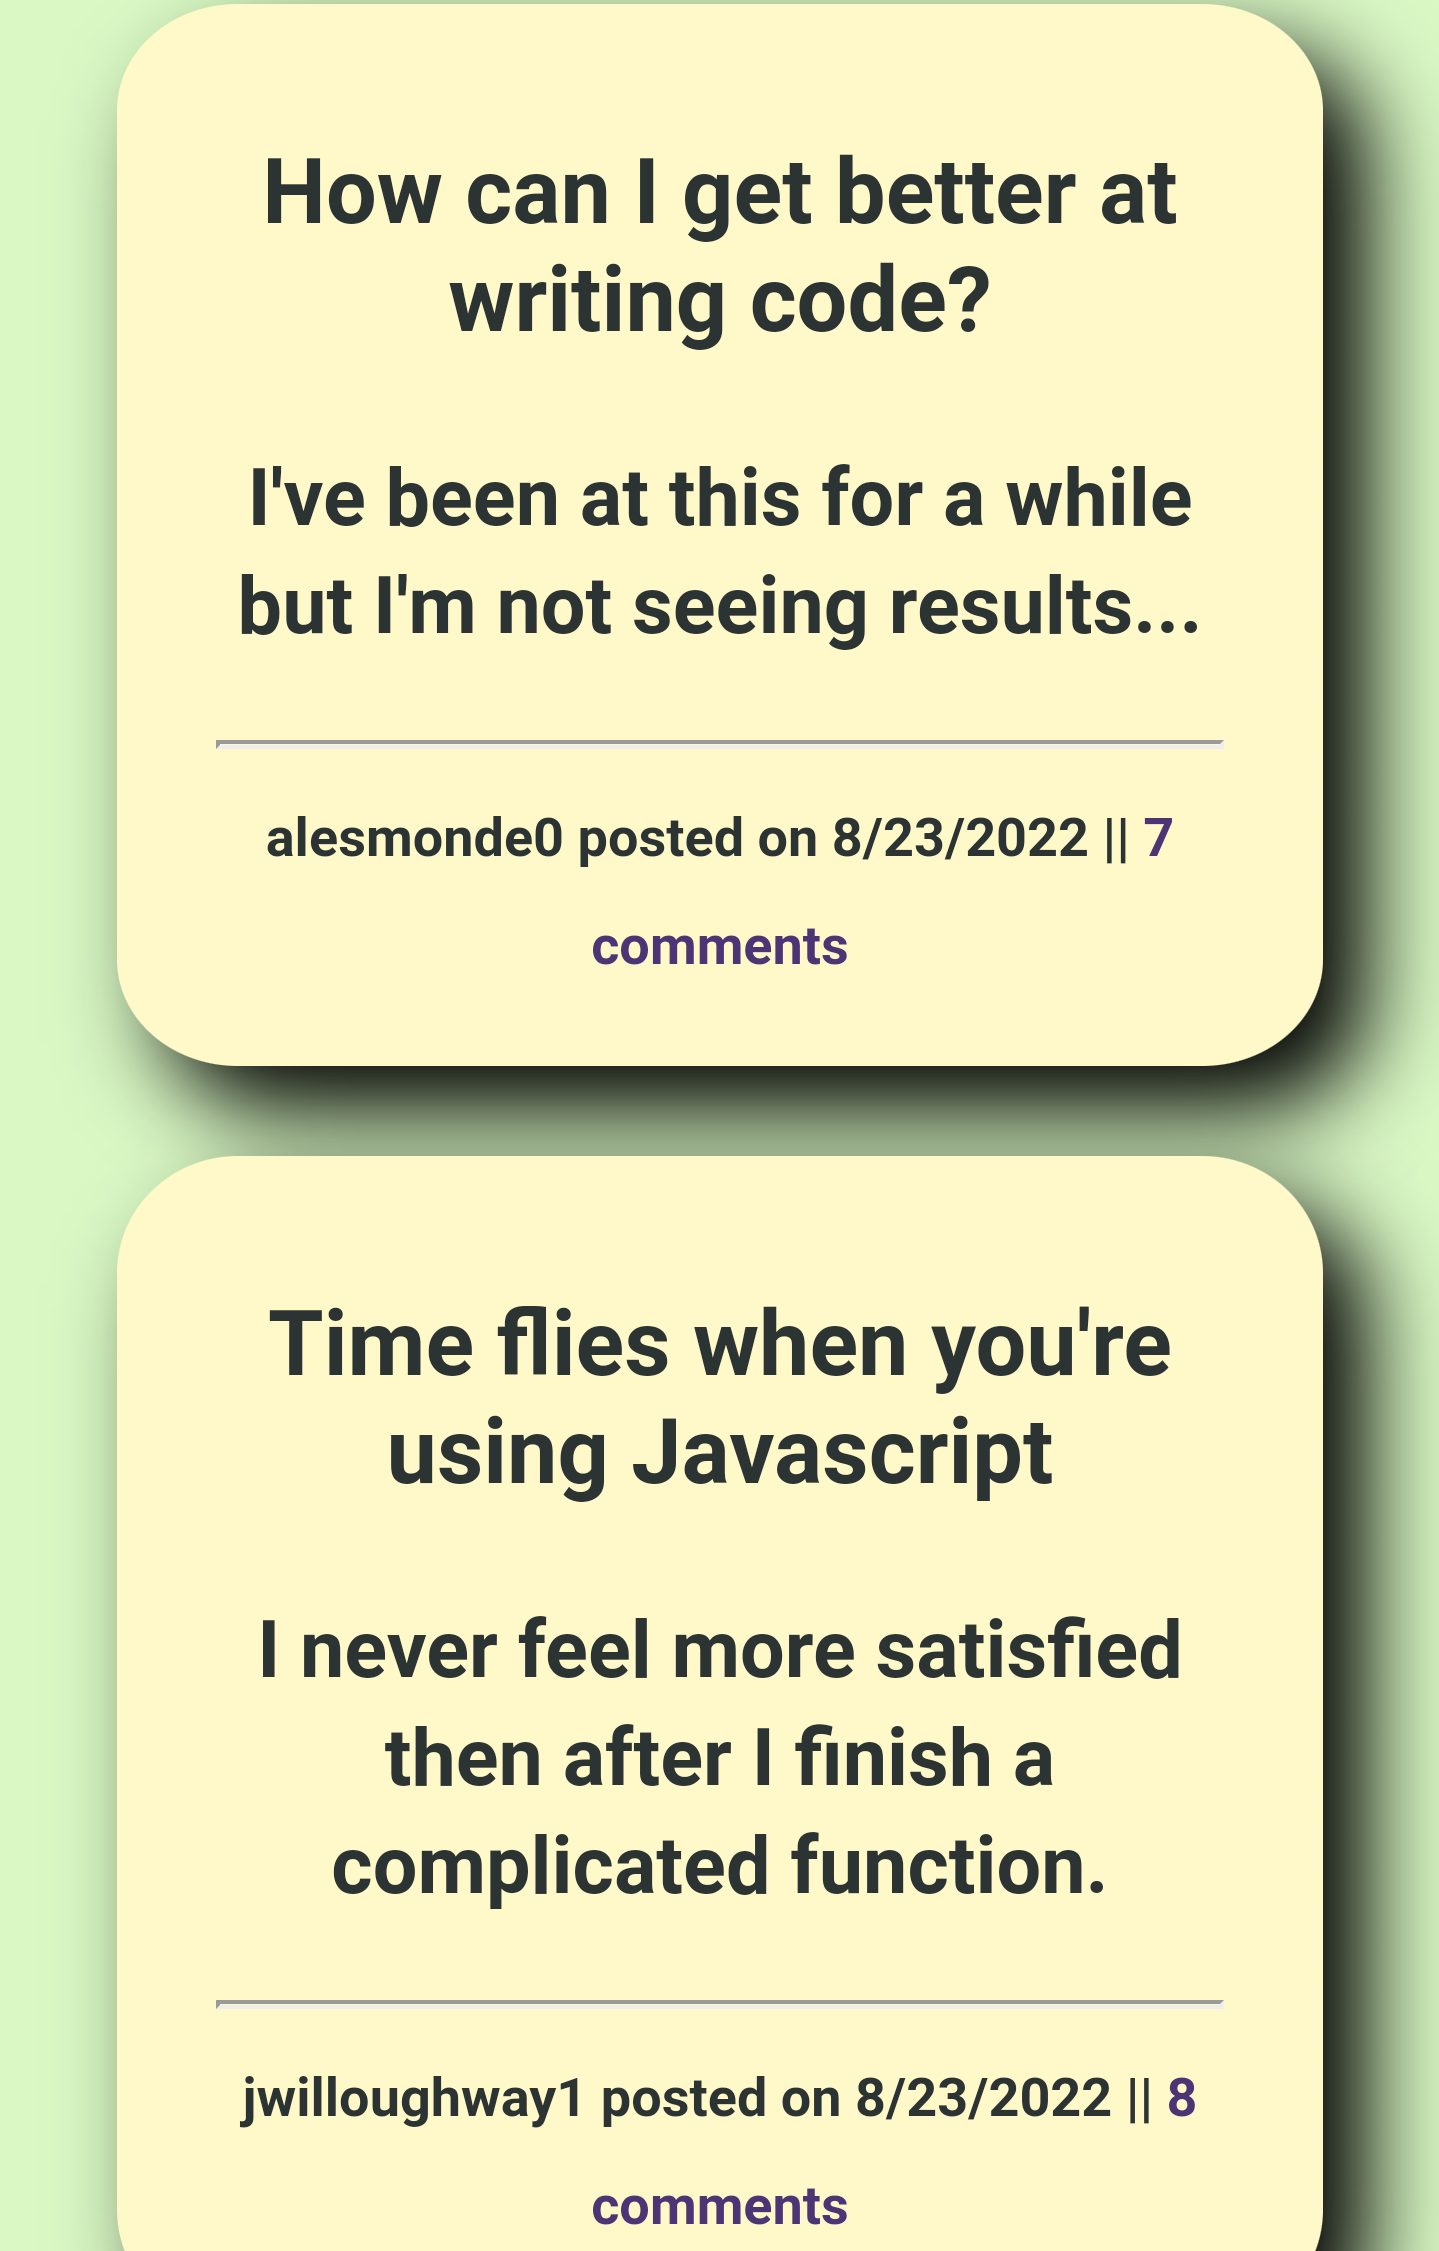 How can I get better at
writing code?
I've been at this for a while
but I'm not seeing results...
alesmonde0 posted on 8/23/2022 || 7
comments
Time flies when you're
using Javascript
I never feel more satisfied
then after I finish a
complicated function.
jwilloughway1 posted on 8/23/2022 || 8
comments